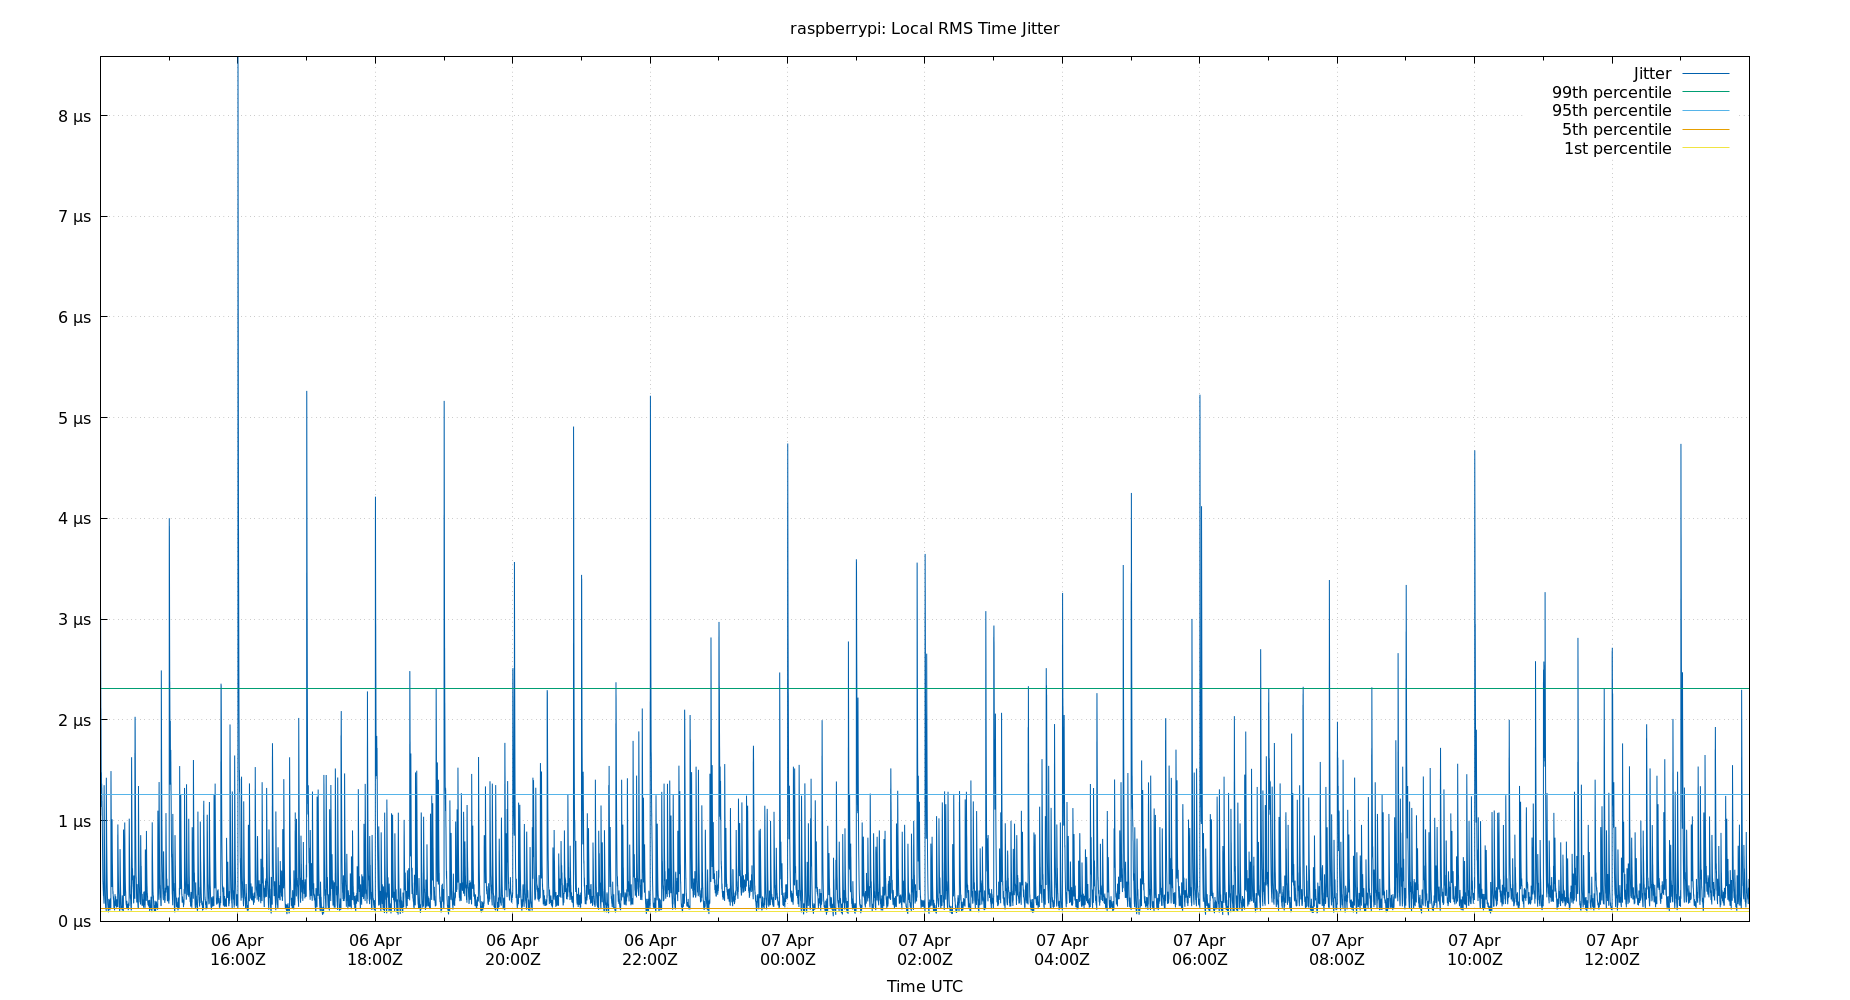 raspberrypi: Local RMS Time Jitter
Jitter
99th percentile
95th percentile
5th percentile
1st percentile
8 µs
7 µs
6 µs
5 µs
4 µs
3 µs
2 µs
1 µs
0 µs
06 Apr 06 Apr 06 Apr 06 Apr 07 Apr 07 Apr 07 Apr 07 Apr 07 Apr 07 Apr 07 Apr
16:00Z 18:00Z 20:00Z 22:00Z 00:00Z 02:00Z 04:00Z 06:00Z 08:00Z 10:00Z 12:00Z
Time UTC